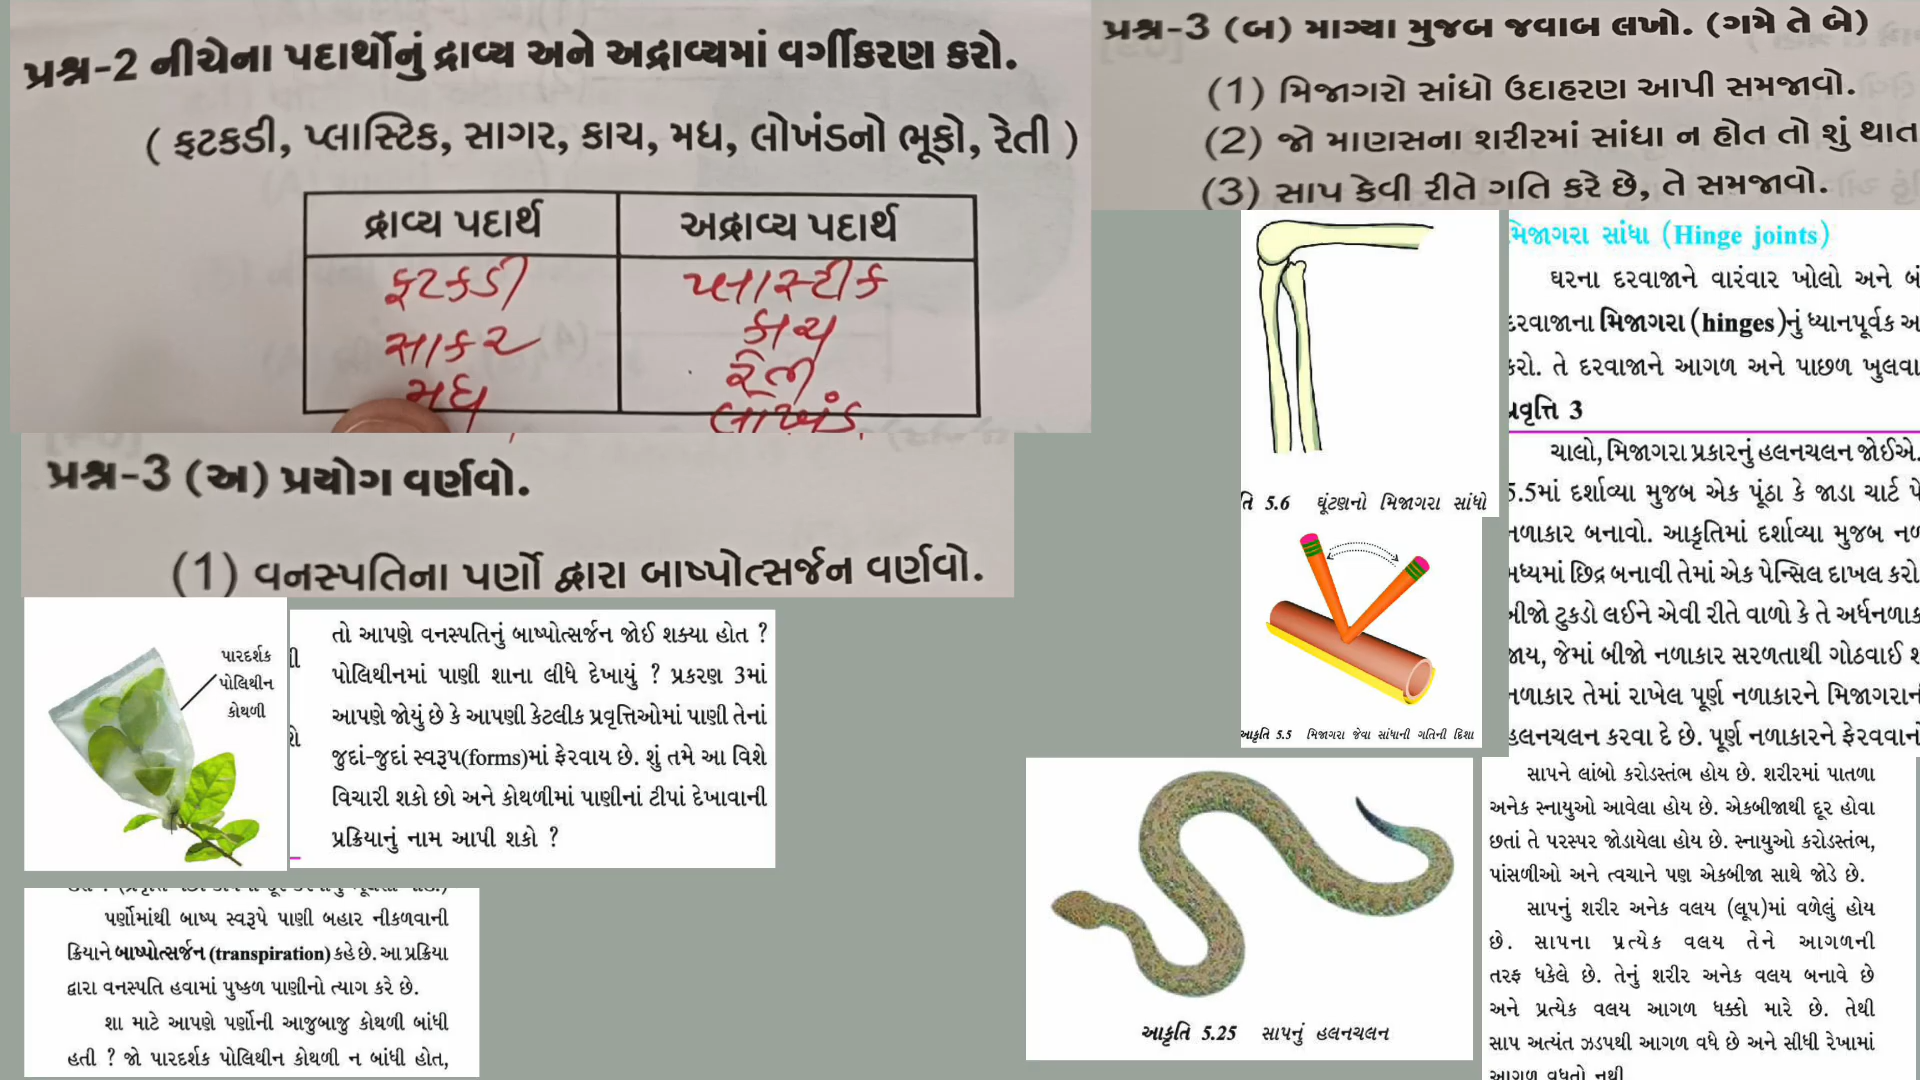 પ્રશ્ન-2 નીચેના પદાર્થોનું દ્રાવ્ય અને અદ્રાવ્યમાં વર્ગીકરણ કરો.
( ફટકડી, પ્લાસ્ટિક, સાગર, કાચ, મધ, લોખંડનો ભૂકો, રેતી )
દ્રાવ્ય પદાર્થ
અદ્રાવ્ય પદાર્થ
ફટકડી
પ્લાસ્ટીક
સાકર
કાચ
મધ
રેતી
લોખંડ
પ્રશ્ન-3 (અ) પ્રયોગ વર્ણવો.
(1) વનસ્પતિના પર્ણો દ્વારા બાષ્પોત્સર્જન વર્ણવો.
પારદર્શક
પોલિથીન
કોથળી
તો આપણે વનસ્પતિનું બાષ્પોત્સર્જન જોઈ શક્યા હોત ?
પોલિથીનમાં પાણી શાના લીધે દેખાયું ? પ્રકરણ 3માં
આપણે જોયું છે કે આપણી કેટલીક પ્રવૃત્તિઓમાં પાણી તેનાં
જુદાં-જુદાં સ્વરૂપ(forms)માં ફેરવાય છે. શું તમે આ વિશે
વિચારી શકો છો અને કોથળીમાં પાણીનાં ટીપાં દેખાવાની
પ્રક્રિયાનું નામ આપી શકો ?
પર્ણોમાંથી બાષ્પ સ્વરૂપે પાણી બહાર નીકળવાની
ક્રિયાને બાષ્પોત્સર્જન (transpiration) કહે છે. આ પ્રક્રિયા
દ્વારા વનસ્પતિ હવામાં પુષ્કળ પાણીનો ત્યાગ કરે છે.
શા માટે આપણે પર્ણોની આજુબાજુ કોથળી બાંધી
હતી ? જો પારદર્શક પોલિથીન કોથળી ન બાંધી હોત,
પ્રશ્ન-3 (બ) માગ્યા મુજબ જવાબ લખો. (ગમે તે બે)
(1) મિજાગરો સાંધો ઉદાહરણ આપી સમજાવો.
(2) જો માણસના શરીરમાં સાંધા ન હોત તો શું થાત
(3) સાપ કેવી રીતે ગતિ કરે છે, તે સમજાવો.
5.6 ઘૂંટણનો મિજાગરા સાંધો
આકૃતિ 5.5 મિજાગરા જેવા સાંધાની ગતિની દિશા
મિજાગરા સાંધા (Hinge joints)
ઘરના દરવાજાને વારંવાર ખોલો અને
દરવાજાના મિજાગરા (hinges)નું ધ્યાનપૂર્વક
કરો. તે દરવાજાને આગળ અને પાછળ
પ્રવૃત્તિ 3
ચાલો, મિજાગરા પ્રકારનું હલનચલન જોઈએ.
5.5માં દર્શાવ્યા મુજબ એક પૂંઠા કે જાડા ચાર્ટ
નળાકાર બનાવો. આકૃતિમાં દર્શાવ્યા મુજબ
મધ્યમાં છિદ્ર બનાવી તેમાં એક પેન્સિલ દાખલ કરો
બીજો ટુકડો લઈને એવી રીતે વાળો કે તે
જાય, જેમાં બીજો નળાકાર સરળતાથી ગોઠવાઈ
નળાકાર તેમાં રાખેલ પૂર્ણ નળાકારને
હલનચલન કરવા દે છે. પૂર્ણ નળાકારને
આકૃતિ 5.25 સાપનું હલનચલન
સાપને લાંબો કરોડસ્તંભ હોય છે. શરીરમાં પાતળા
અનેક સ્નાયુઓ આવેલા હોય છે. એકબીજાથી દૂર હોવા
છતાં તે પરસ્પર જોડાયેલા હોય છે. સ્નાયુઓ કરોડસ્તંભ,
પાંસળીઓ અને ત્વચાને પણ એકબીજા સાથે જોડે છે.
સાપનું શરીર અનેક વલય (લૂપ)માં વળેલું હોય
છે. સાપના પ્રત્યેક વલય તેને આગળની
તરફ ધકેલે છે. તેનું શરીર અનેક વલય બનાવે છે
અને પ્રત્યેક વલય આગળ ધક્કો મારે છે. તેથી
સાપ અત્યંત ઝડપથી આગળ વધે છે અને સીધી રેખામાં
આગળ વધતો નથી